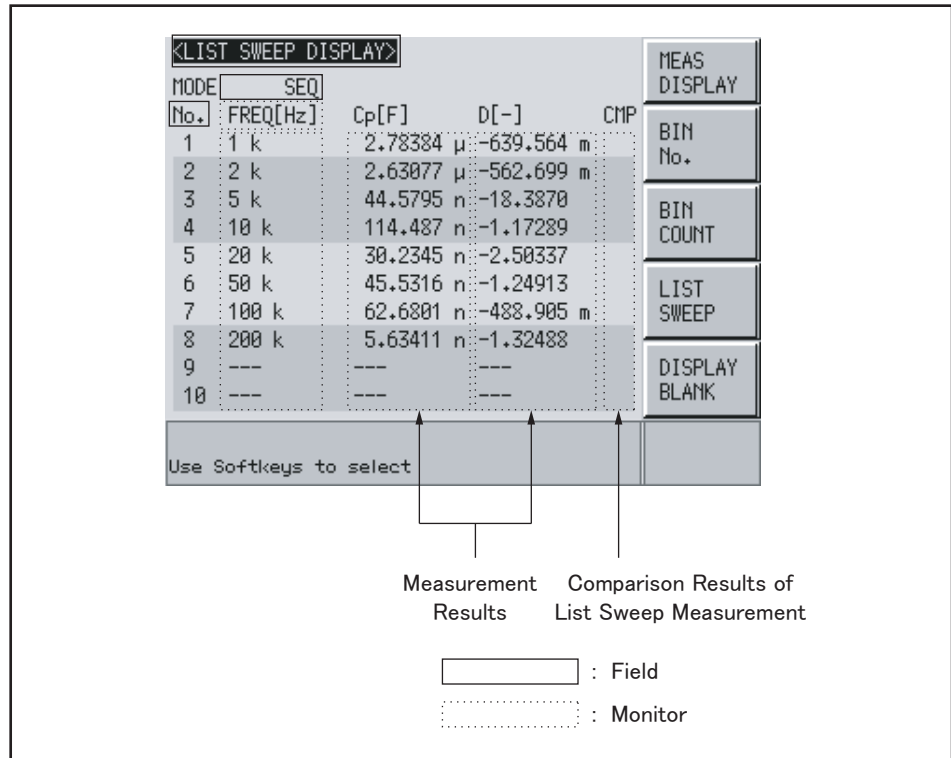 <LIST SWEEP DISPLAY>
MODE SEQ
No. FREQ[Hz] Cp[F] D[-] CMP
1 1 k 2.78384 µ -639.564 m
2 2 k 2.63077 µ -562.699 m
3 5 k 44.5795 n -18.3870
4 10 k 114.487 n -1.17289
5 20 k 30.2345 n -2.50337
6 50 k 45.5316 n -1.24913
7 100 k 62.6801 n -488.905 m
8 200 k 5.63411 n -1.32488
9 --- --- ---
10 --- --- ---
Use Softkeys to select
MEAS
DISPLAY
BIN
No.
BIN
COUNT
LIST
SWEEP
DISPLAY
BLANK
Measurement
Results
Comparison Results of
List Sweep Measurement
: Field
: Monitor